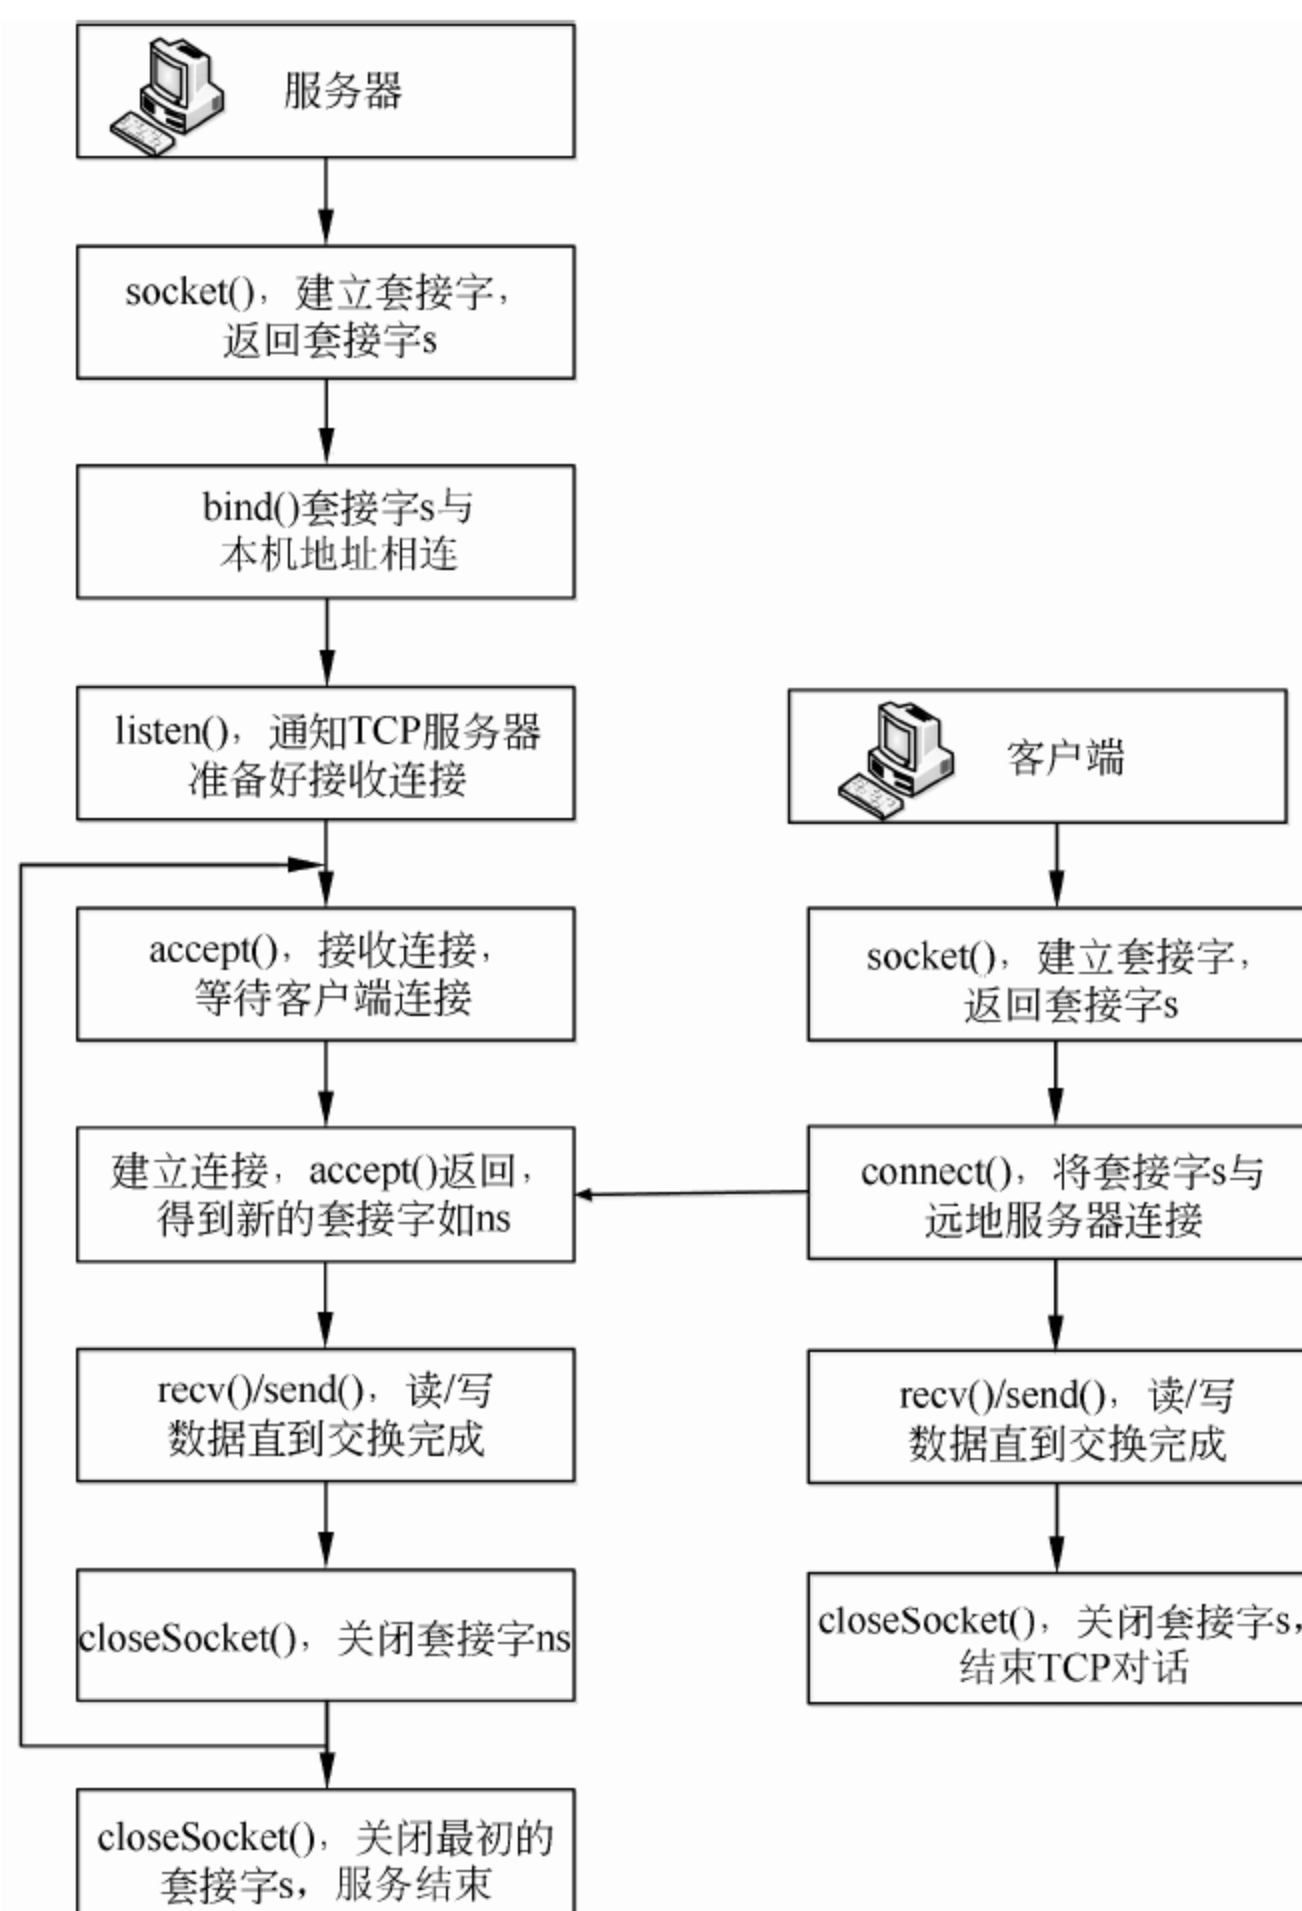 服务器
socket()，建立套接字，
返回套接字s
bind()套接字s与
本机地址相连
listen()，通知TCP服务器
准备好接收连接
accept()，接收连接，
等待客户端连接
建立连接，accept()返回，
得到新的套接字如ns
recv()/send()，读/写
数据直到交换完成
closeSocket()，关闭套接字ns
closeSocket()，关闭最初的
套接字s，服务结束
客户端
socket()，建立套接字，
返回套接字s
connect()，将套接字s与
远地服务器连接
recv()/send()，读/写
数据直到交换完成
closeSocket()，关闭套接字s，
结束TCP对话